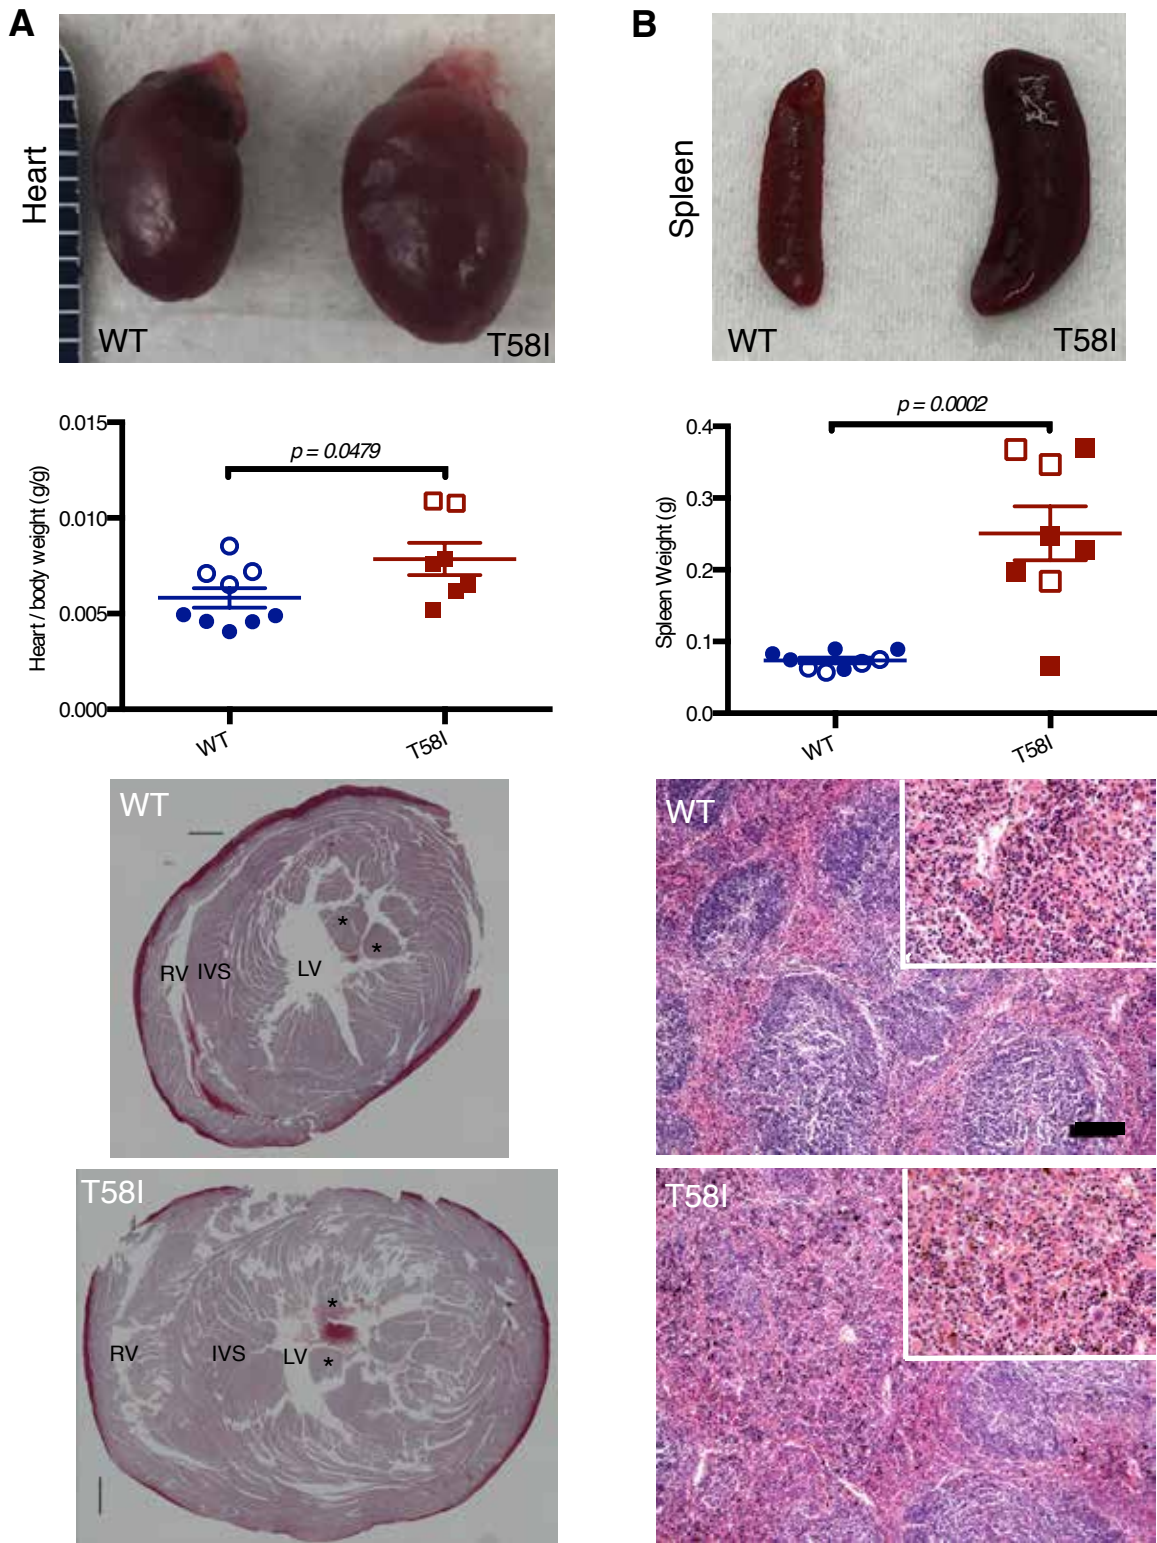 A
Heart
WT
T58I
0.015
0.010
0.005
0.000
Heart / body weight (g/g)
p = 0.0479
WT
T58I
WT
RV
IVS
LV
*
*
T58I
RV
IVS
LV
*
*
B
Spleen
WT
T58I
0.4
0.3
0.2
0.1
0.0
Spleen Weight (g)
p = 0.0002
WT
T58I
WT
T58I